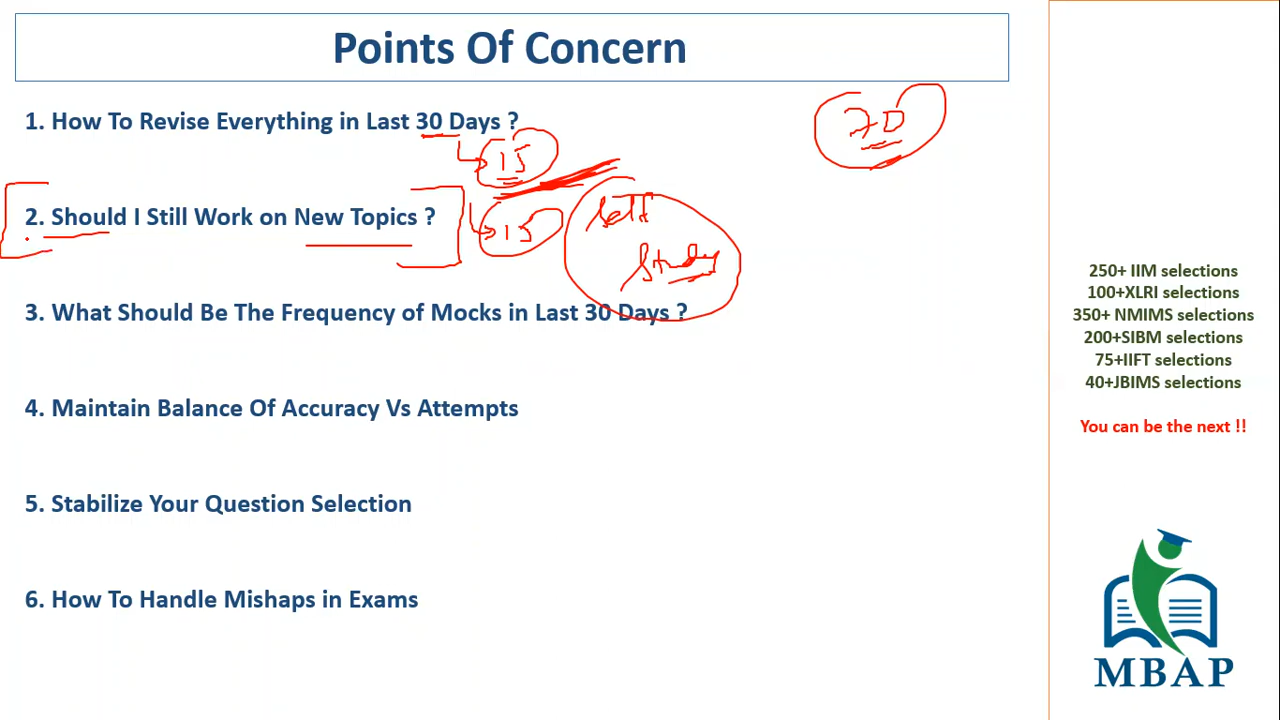 Points Of Concern
1. How To Revise Everything in Last 30 Days ?
70
15
2. Should I Still Work on New Topics ?
15
Self
Study
3. What Should Be The Frequency of Mocks in Last 30 Days ?
4. Maintain Balance Of Accuracy Vs Attempts
5. Stabilize Your Question Selection
6. How To Handle Mishaps in Exams
250+ IIM selections
100+XLRI selections
350+ NMIMS selections
200+SIBM selections
75+IIFT selections
40+JBIMS selections
You can be the next !!
MBAP